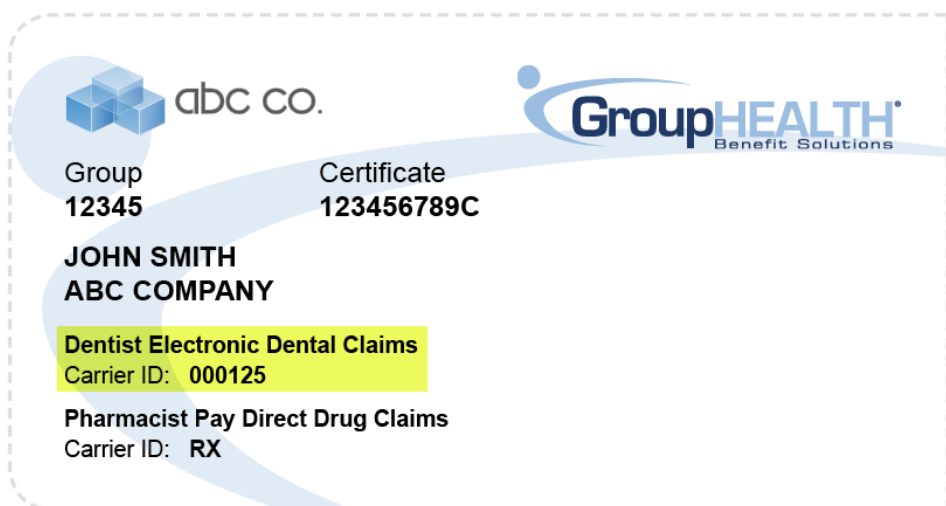 abc co.
GroupHEALTH®
Benefit Solutions
Group Certificate
12345 123456789C
JOHN SMITH
ABC COMPANY
Dentist Electronic Dental Claims
Carrier ID: 000125
Pharmacist Pay Direct Drug Claims
Carrier ID: RX